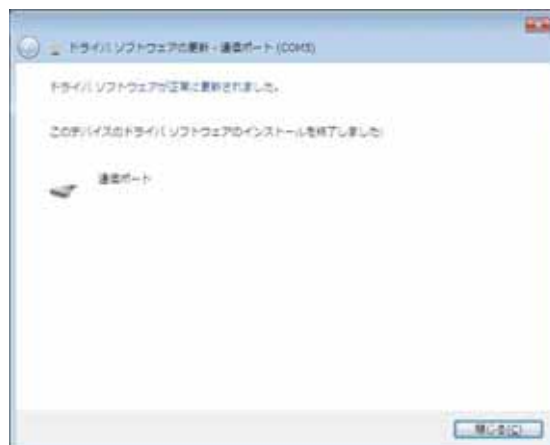 ドライバ ソフトウェアの更新 - 通信ポート (COM3)
ドライバ ソフトウェアが正常に更新されました。
このデバイスのドライバ ソフトウェアのインストールを終了しました:
通信ポート
閉じる(C)